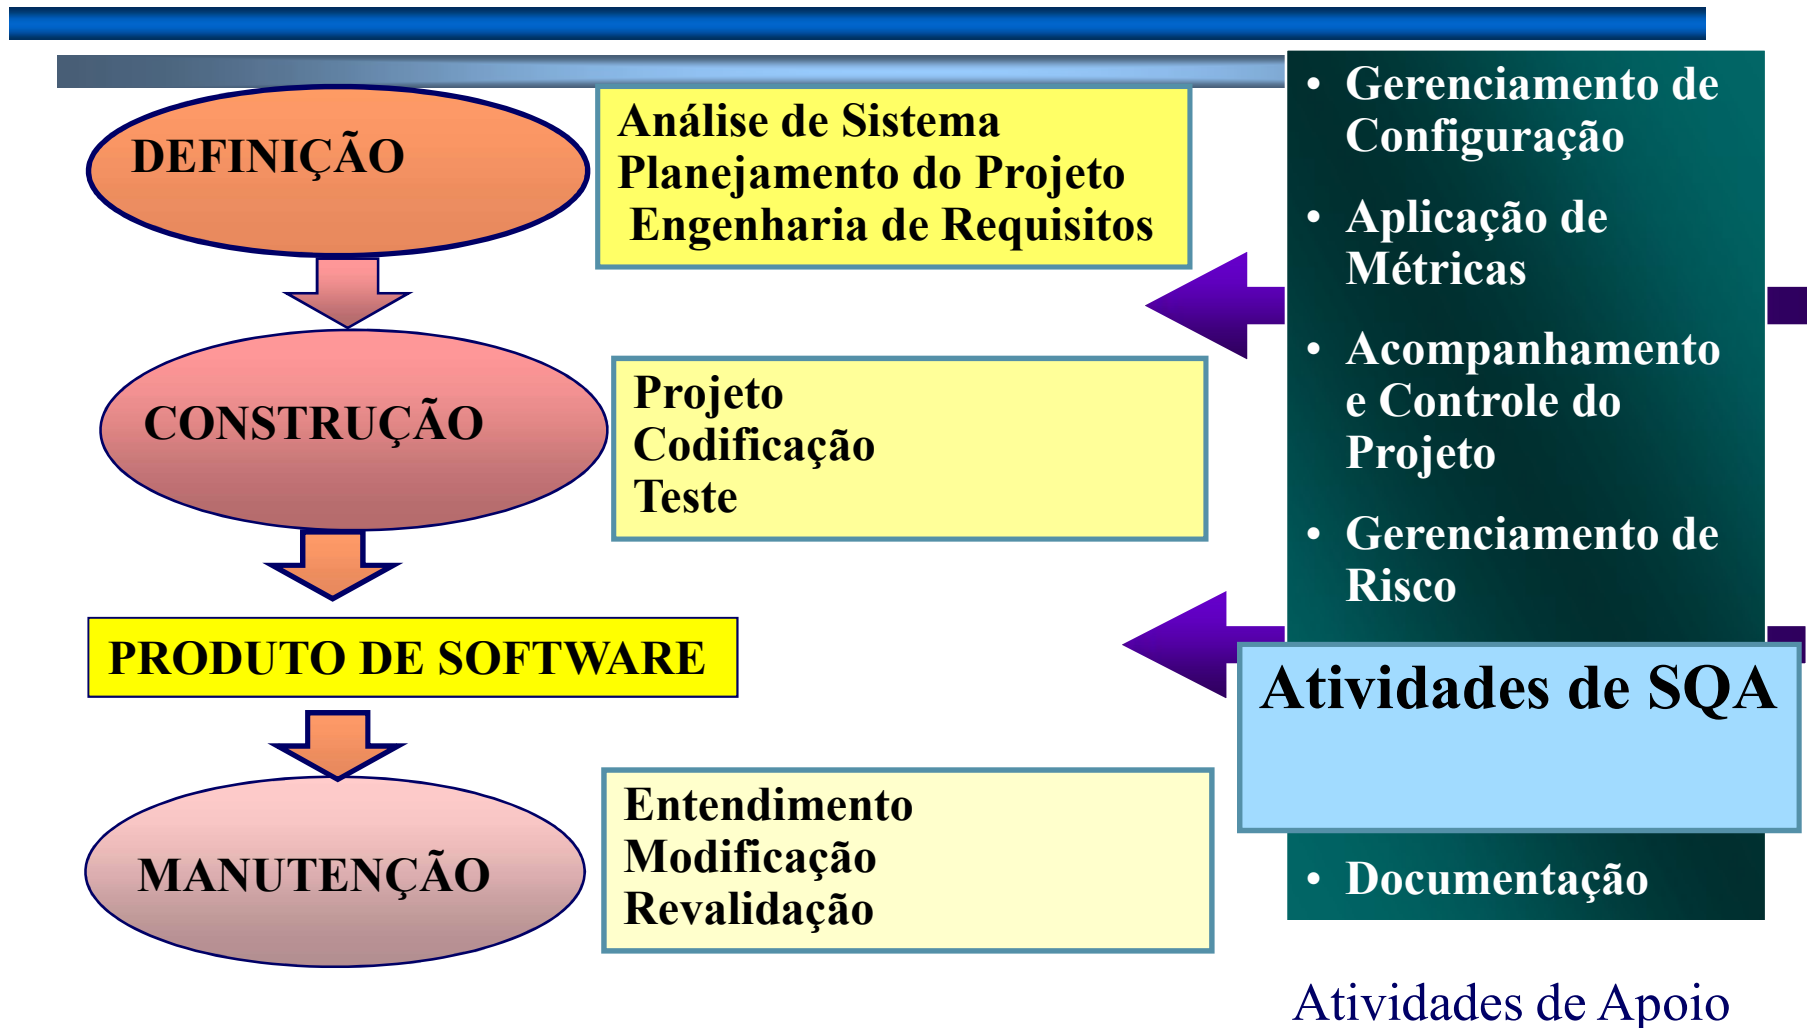 DEFINIÇÃO
Análise de Sistema
Planejamento do Projeto
Engenharia de Requisitos
CONSTRUÇÃO
Projeto
Codificação
Teste
PRODUTO DE SOFTWARE
MANUTENÇÃO
Entendimento
Modificação
Revalidação
• Gerenciamento de
Configuração
• Aplicação de
Métricas
• Acompanhamento
e Controle do
Projeto
• Gerenciamento de
Risco
Atividades de SQA
• Documentação
Atividades de Apoio